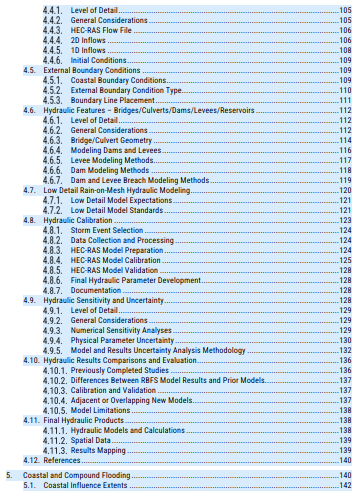 4.4.1. Level of Detail 105
4.4.2. General Considerations 105
4.4.3. HEC-RAS Flow File 106
4.4.4. 2D Inflows 106
4.4.5. 1D Inflows 108
4.4.6. Initial Conditions 109
4.5. External Boundary Conditions 109
4.5.1. Coastal Boundary Conditions 109
4.5.2. External Boundary Condition Type 110
4.5.3. Boundary Line Placement 111
4.6. Hydraulic Features – Bridges/Culverts/Dams/Levees/Reservoirs 112
4.6.1. Level of Detail 112
4.6.2. General Considerations 112
4.6.3. Bridge/Culvert Geometry 114
4.6.4. Modeling Dams and Levees 116
4.6.5. Levee Modeling Methods 117
4.6.6. Dam Modeling Methods 118
4.6.7. Dam and Levee Breach Modeling Methods 119
4.7. Low Detail Rain-on-Mesh Hydraulic Modeling 120
4.7.1. Low Detail Model Expectations 121
4.7.2. Low Detail Model Standards 121
4.8. Hydraulic Calibration 123
4.8.1. Storm Event Selection 124
4.8.2. Data Collection and Processing 124
4.8.3. HEC-RAS Model Preparation 124
4.8.4. HEC-RAS Model Calibration 125
4.8.5. HEC-RAS Model Validation 128
4.8.6. Final Hydraulic Parameter Development 128
4.8.7. Documentation 128
4.9. Hydraulic Sensitivity and Uncertainty 128
4.9.1. Level of Detail 129
4.9.2. General Considerations 129
4.9.3. Numerical Sensitivity Analyses 129
4.9.4. Physical Parameter Uncertainty 130
4.9.5. Model and Results Uncertainty Analysis Methodology 132
4.10. Hydraulic Results Comparisons and Evaluation 136
4.10.1. Previously Completed Studies 136
4.10.2. Differences Between RBFS Model Results and Prior Models 137
4.10.3. Calibration and Validation 137
4.10.4. Adjacent or Overlapping New Models 137
4.10.5. Model Limitations 138
4.11. Final Hydraulic Products 138
4.11.1. Hydraulic Models and Calculations 138
4.11.2. Spatial Data 139
4.11.3. Results Mapping 139
4.12. References 140
5. Coastal and Compound Flooding 140
5.1. Coastal Influence Extents 142